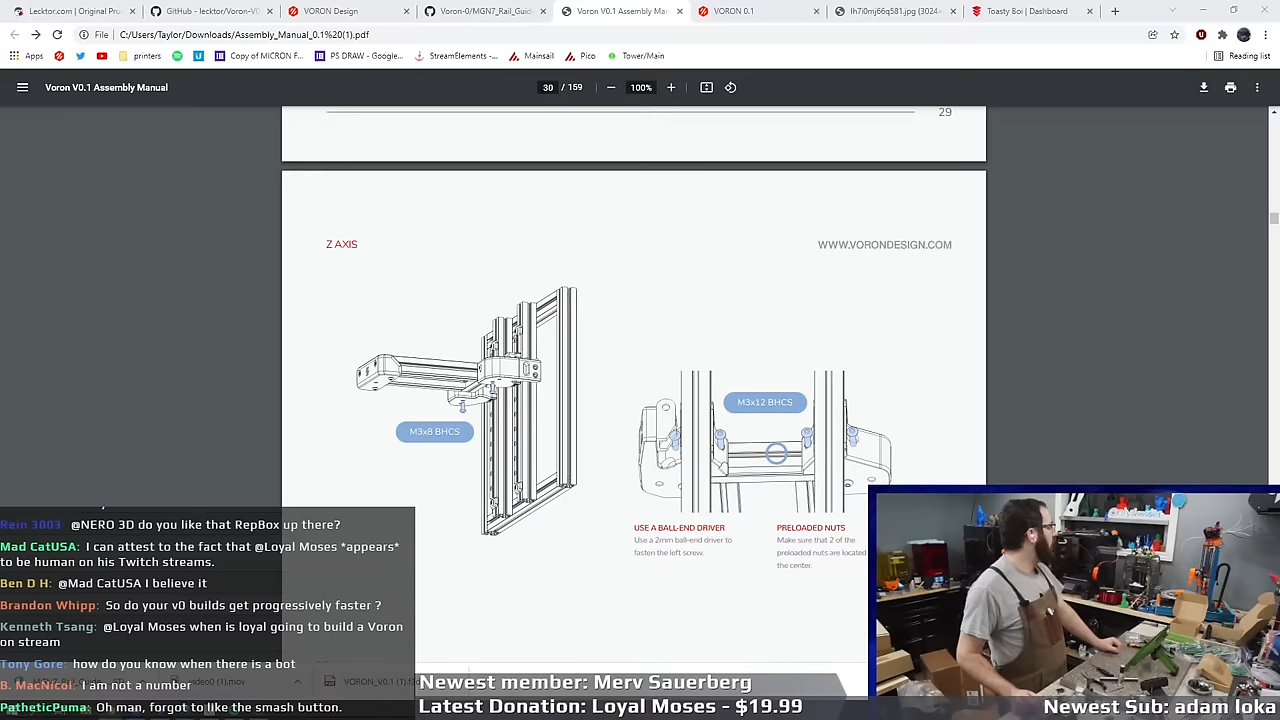 Lecktor.com | Original Pru
GitHub - lecktor/Voron-V0
VORON Design
Voron-0/MGN7_Rail_Guide
Voron V0.1 Assembly Manu
VORON 0.1
lh7i0mj66q581.jpg (3024×
Toasty Boi | Dashboard
File
C:/Users/Taylor/Downloads/Assembly_Manual_0.1%20(1).pdf
Apps
printers
Copy of MICRON F...
PS DRAW - Google...
StreamElements -...
Mainsail
Pico
Tower/Main
Reading list
Voron V0.1 Assembly Manual
30 / 159
100%
29
Z AXIS
WWW.VORONDESIGN.COM
M3x12 BHCS
M3x8 BHCS
USE A BALL-END DRIVER
Use a 2mm ball-end driver to
fasten the left screw.
PRELOADED NUTS
Make sure that 2 of the
preloaded nuts are located
the center.
Rein 3003: @NERO 3D do you like that RepBox up there?
Mad CatUSA: I can attest to the fact that @Loyal Moses *appears*
to be human on his Twitch streams.
Ben D H: @Mad CatUSA I believe it
Brandon Whipp: So do your v0 builds get progressively faster ?
Kenneth Tsang: @Loyal Moses when is loyal going to build a Voron
on stream
Tony Gore: how do you know when there is a bot
B. MacNicol: I am not a number
PatheticPuma: Oh man, forgot to like the smash button.
Newest member: Merv Sauerberg
Latest Donation: Loyal Moses - $19.99
Newest Sub: adam loka